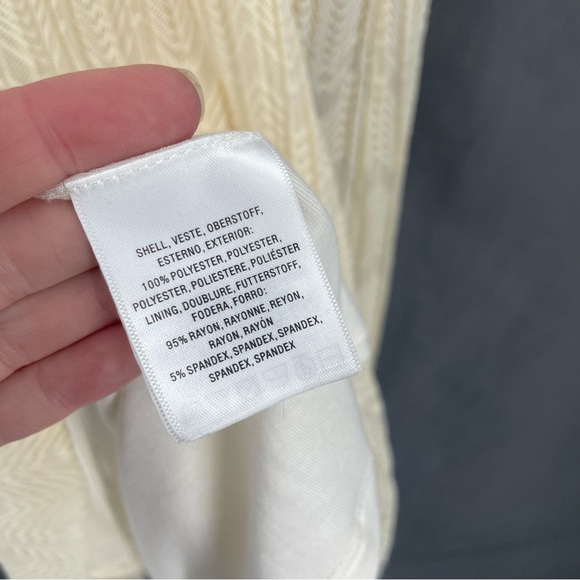 SHELL, VESTE, OBERSTOFF,
ESTERNO, EXTERIOR:
100% POLYESTER, POLYESTER,
POLYESTER, POLIESTERE, POLIÉSTER
LINING, DOUBLURE, FUTTERSTOFF,
FODERA, FORRO:
95% RAYON, RAYONNE, REYON,
RAYON, RAYÓN
5% SPANDEX, SPANDEX, SPANDEX,
SPANDEX, SPANDEX